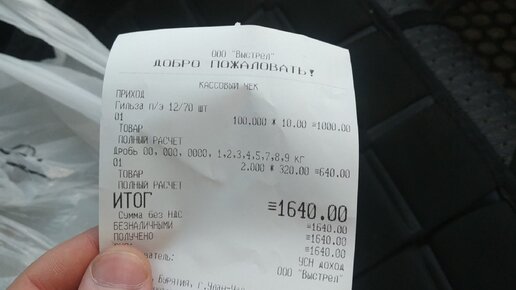 ООО "Выстрел"
ДОБРО ПОЖАЛОВАТЬ!
КАССОВЫЙ ЧЕК
ПРИХОД
Гильза п/э 12/70 шт
01 100.000 * 10.00 =1000.00
ТОВАР
ПОЛНЫЙ РАСЧЕТ
Дробь 00, 000, 0000, 1,2,3,4,5,7,8,9 кг
01 2.000 * 320.00 =640.00
ТОВАР
ПОЛНЫЙ РАСЧЕТ
ИТОГ =1640.00
Сумма без НДС =1640.00
БЕЗНАЛИЧНЫМИ =1640.00
ПОЛУЧЕНО =1640.00
УСН доход
ООО "Выстрел"
Бурятия, г.Улан-Удэ